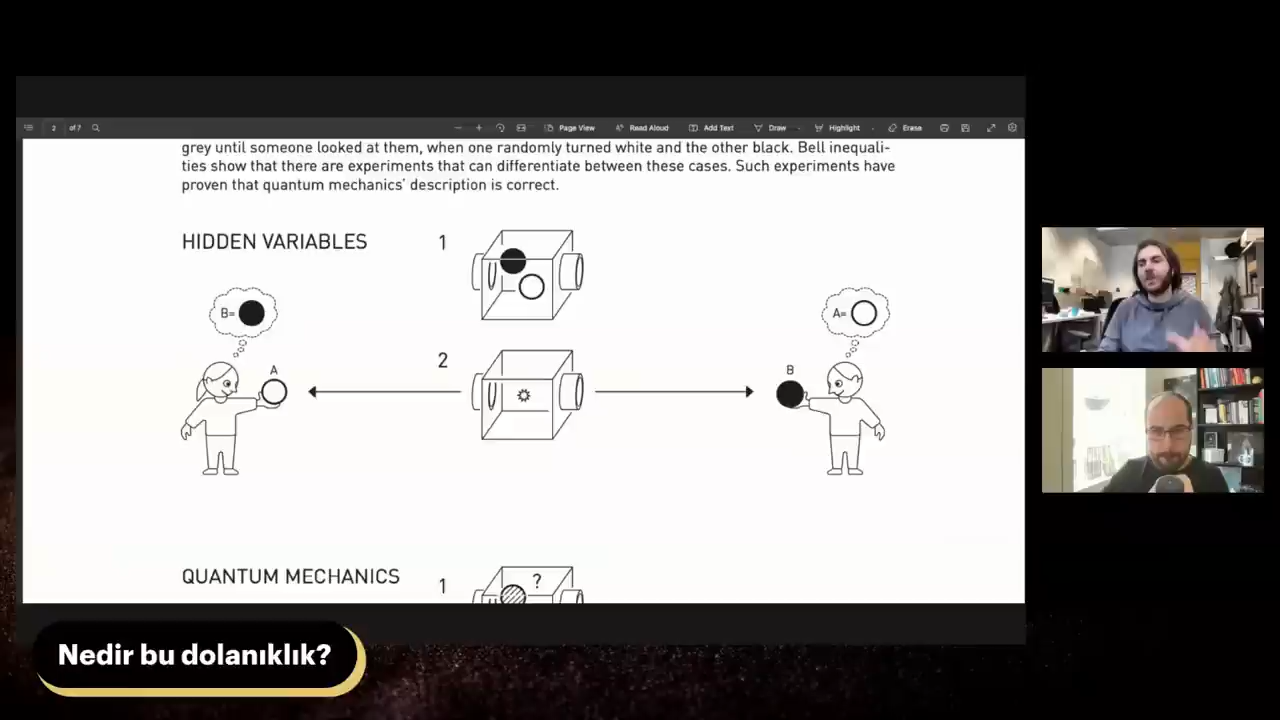 2 of 7
Page View
Read Aloud
Add Text
Draw
Highlight
Erase
grey until someone looked at them, when one randomly turned white and the other black. Bell inequali-
ties show that there are experiments that can differentiate between these cases. Such experiments have
proven that quantum mechanics’ description is correct.
HIDDEN VARIABLES
1
B=
A=
2
A
B
QUANTUM MECHANICS
1
?
Nedir bu dolanıklık?